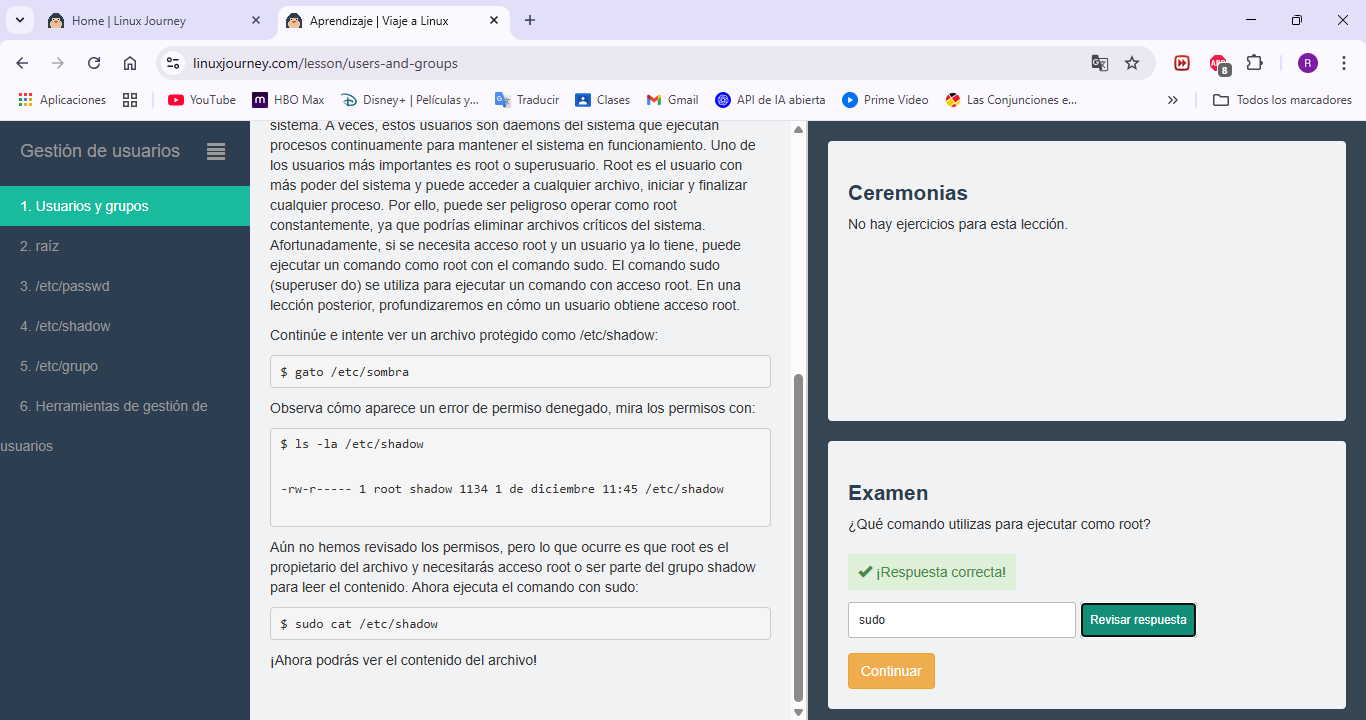 Home | Linux Journey
Aprendizaje | Viaje a Linux
linuxjourney.com/lesson/users-and-groups
8
R
Aplicaciones
YouTube
HBO Max
Disney+ | Películas y...
Traducir
Clases
Gmail
API de IA abierta
Prime Video
Las Conjunciones e...
»
Todos los marcadores
Gestión de usuarios
1. Usuarios y grupos
2. raíz
3. /etc/passwd
4. /etc/shadow
5. /etc/grupo
6. Herramientas de gestión de
usuarios
sistema. A veces, estos usuarios son daemons del sistema que ejecutan
procesos continuamente para mantener el sistema en funcionamiento. Uno de
los usuarios más importantes es root o superusuario. Root es el usuario con
más poder del sistema y puede acceder a cualquier archivo, iniciar y finalizar
cualquier proceso. Por ello, puede ser peligroso operar como root
constantemente, ya que podrías eliminar archivos críticos del sistema.
Afortunadamente, si se necesita acceso root y un usuario ya lo tiene, puede
ejecutar un comando como root con el comando sudo. El comando sudo
(superuser do) se utiliza para ejecutar un comando con acceso root. En una
lección posterior, profundizaremos en cómo un usuario obtiene acceso root.
Continúe e intente ver un archivo protegido como /etc/shadow:
$ gato /etc/sombra
Observa cómo aparece un error de permiso denegado, mira los permisos con:
$ ls -la /etc/shadow
-rw-r----- 1 root shadow 1134 1 de diciembre 11:45 /etc/shadow
Aún no hemos revisado los permisos, pero lo que ocurre es que root es el
propietario del archivo y necesitarás acceso root o ser parte del grupo shadow
para leer el contenido. Ahora ejecuta el comando con sudo:
$ sudo cat /etc/shadow
¡Ahora podrás ver el contenido del archivo!
Ceremonias
No hay ejercicios para esta lección.
Examen
¿Qué comando utilizas para ejecutar como root?
✔ ¡Respuesta correcta!
sudo
Revisar respuesta
Continuar